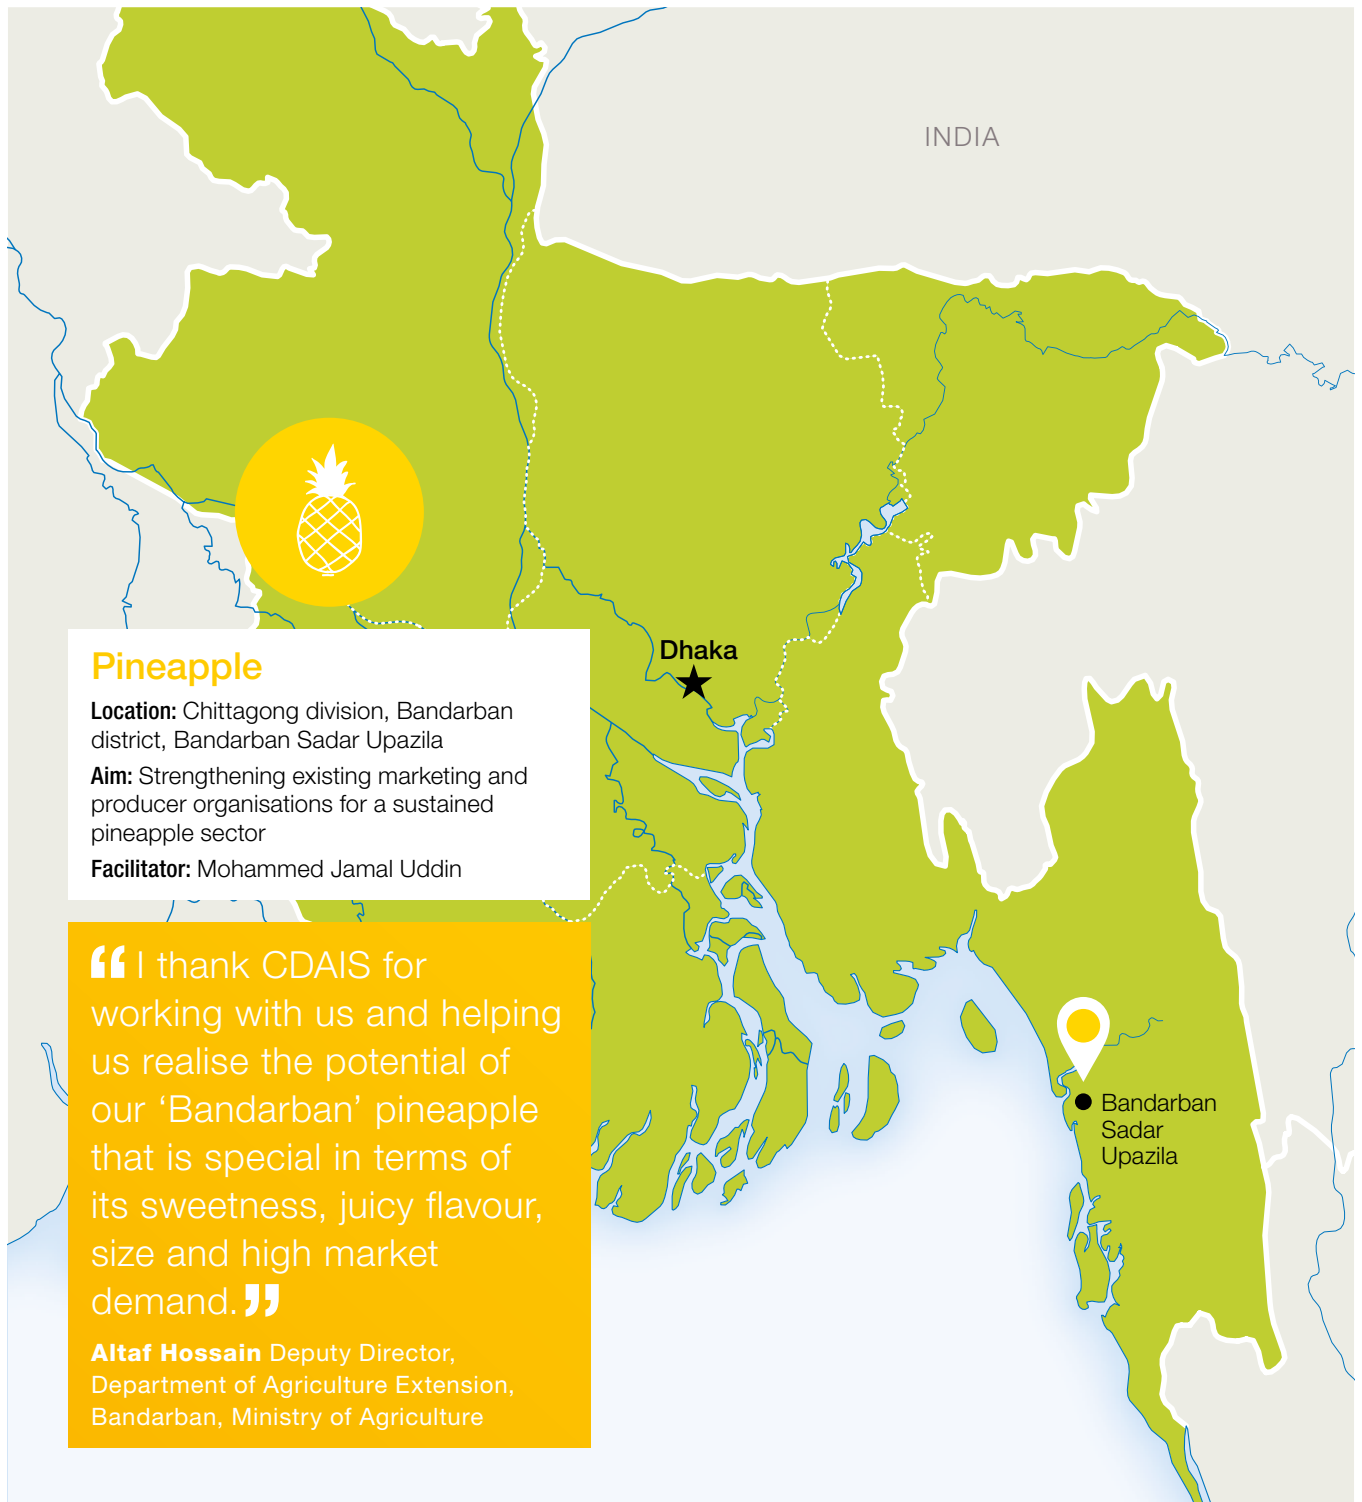 INDIA
Dhaka
Pineapple
Location: Chittagong division, Bandarban
district, Bandarban Sadar Upazila
Aim: Strengthening existing marketing and
producer organisations for a sustained
pineapple sector
Facilitator: Mohammed Jamal Uddin
“ I thank CDAIS for
working with us and helping
us realise the potential of
our ‘Bandarban’ pineapple
that is special in terms of
its sweetness, juicy flavour,
size and high market
demand. ”
Altaf Hossain Deputy Director,
Department of Agriculture Extension,
Bandarban, Ministry of Agriculture
Bandarban
Sadar
Upazila